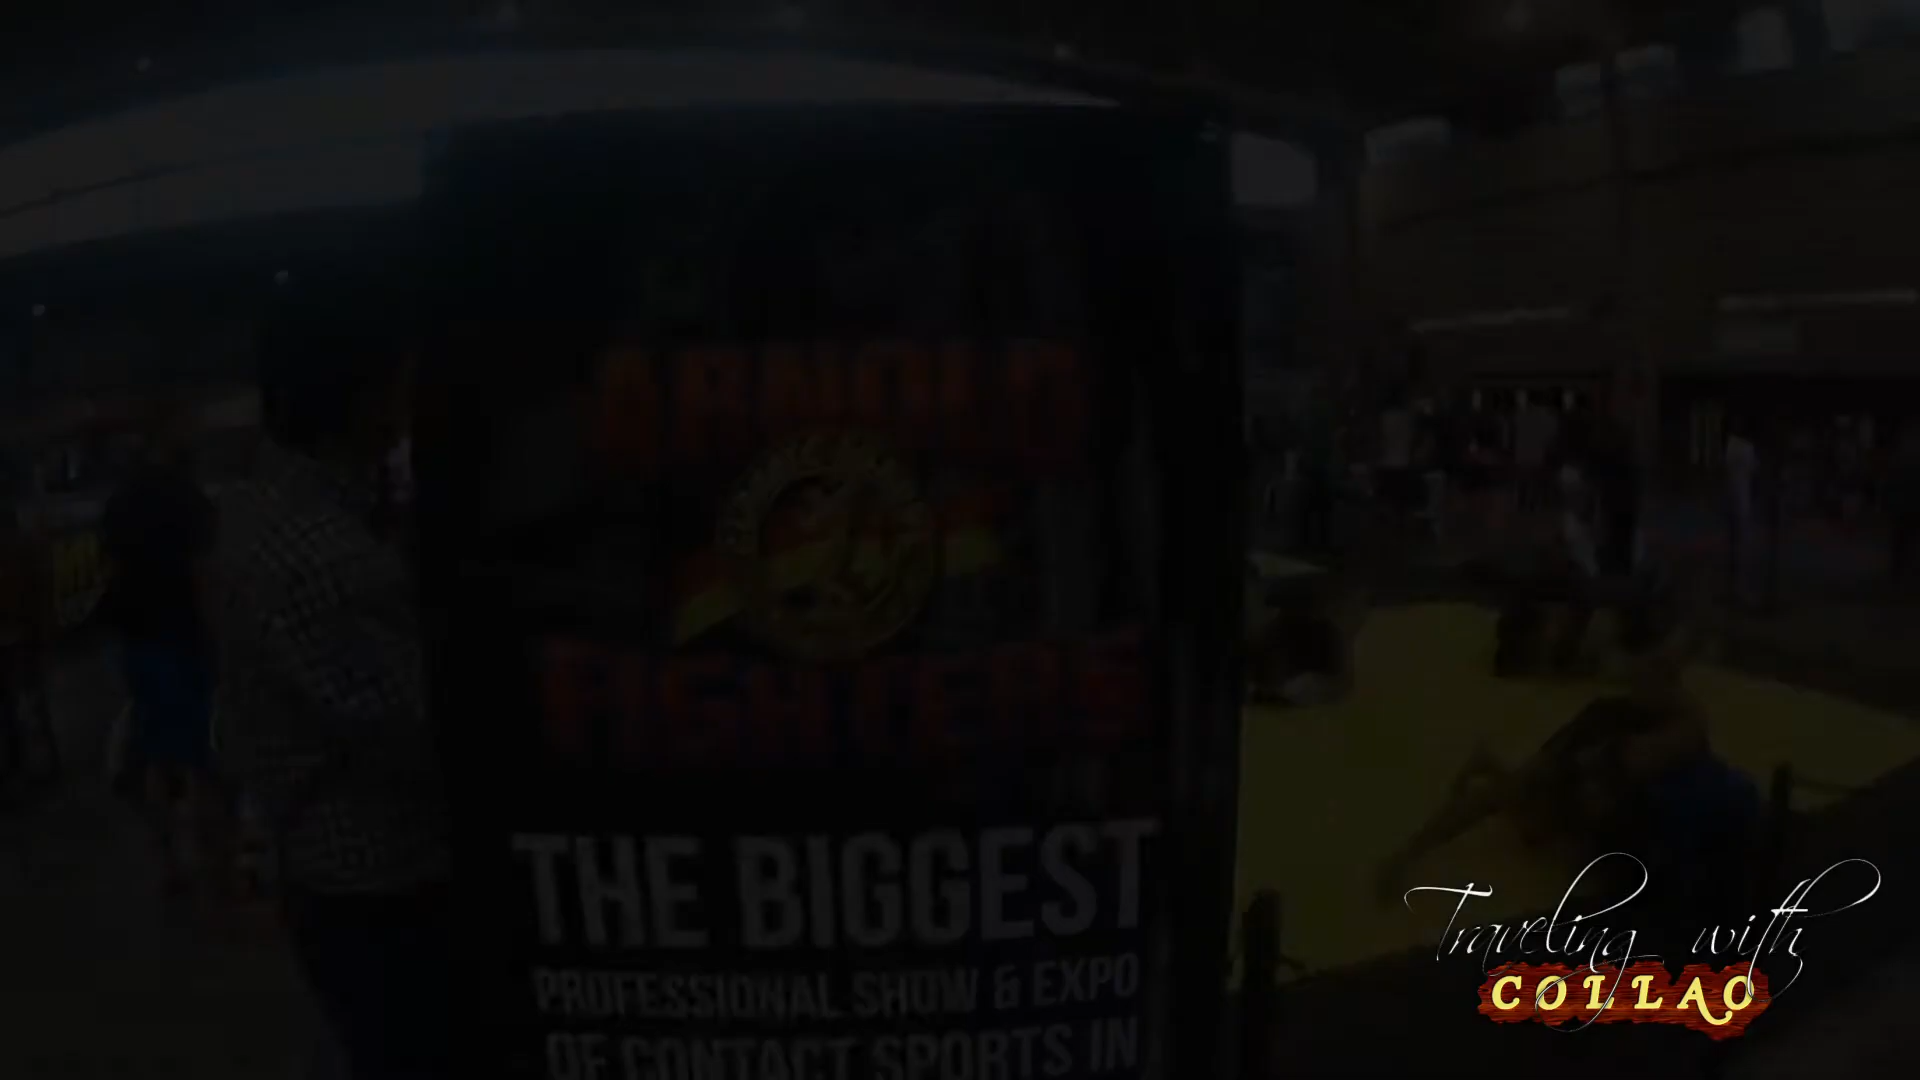 ARNOLD
FIGHTERS
THE BIGGEST
PROFESSIONAL SHOW & EXPO
OF CONTACT SPORTS IN
Traveling with
COLLAO